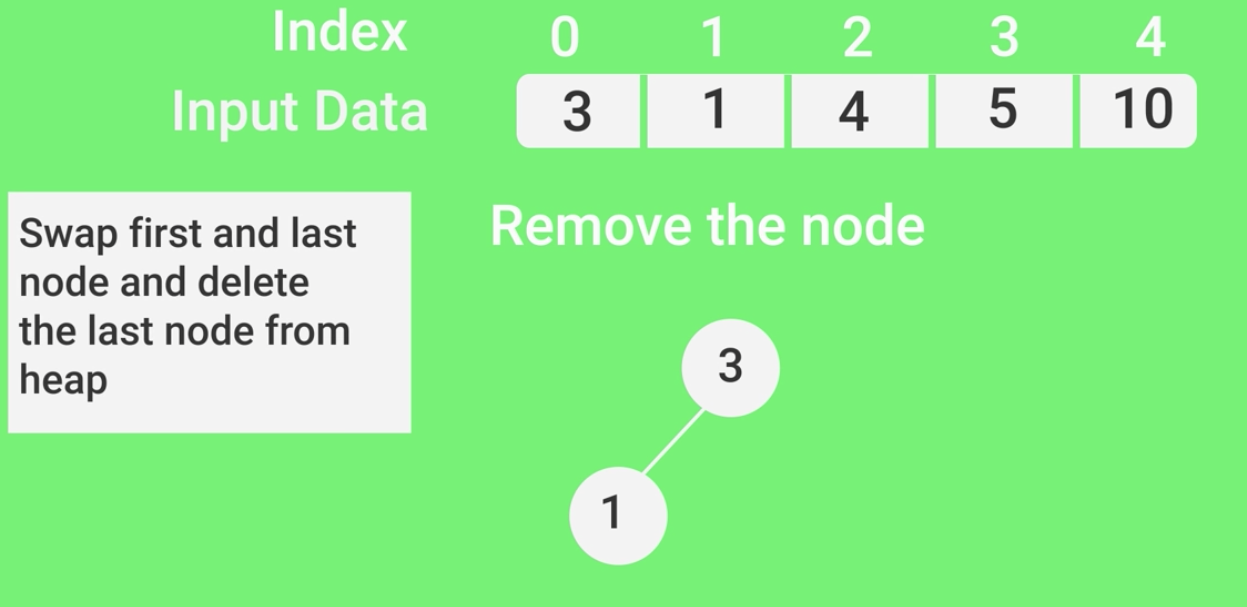 Index 0 1 2 3 4
Input Data 3 1 4 5 10
Swap first and last
node and delete
the last node from
heap
Remove the node
3
1